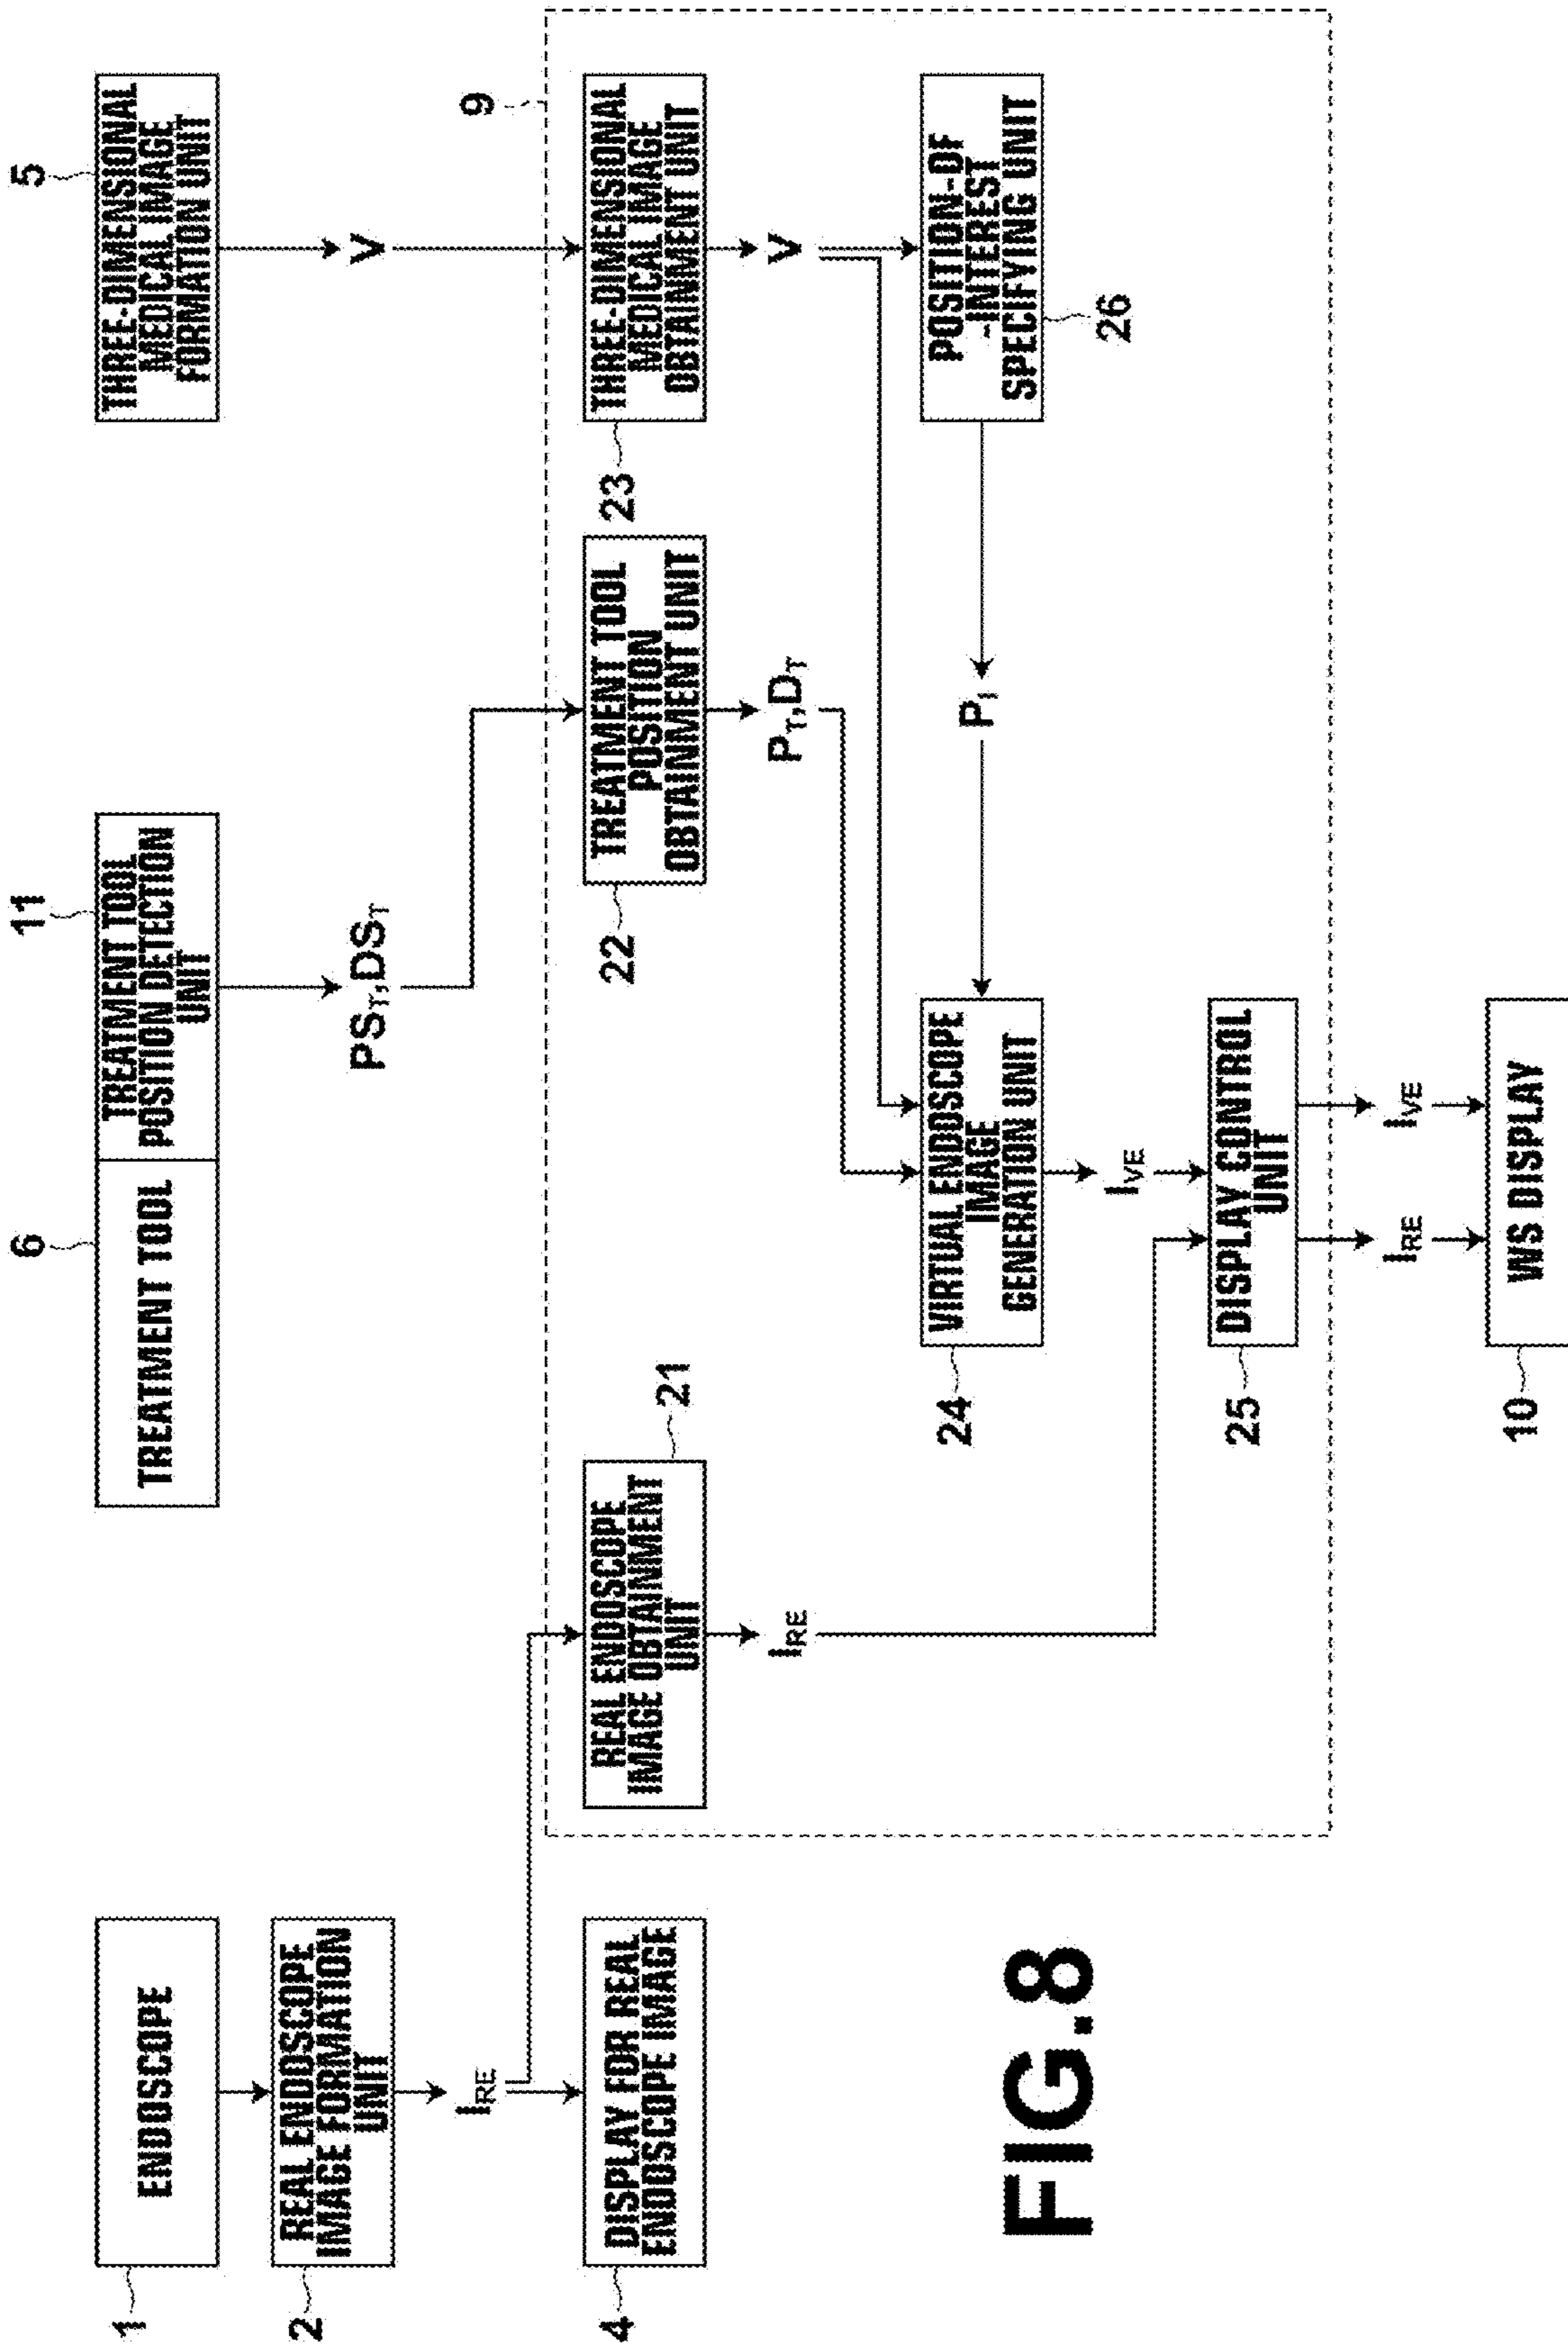 1
ENDOSCOPE
2
REAL ENDOSCOPE
IMAGE FORMATION
UNIT
I_RE
4
DISPLAY FOR REAL
ENDOSCOPE IMAGE
6
TREATMENT TOOL
11
TREATMENT TOOL
POSITION DETECTION
UNIT
PS_T,DS_T
5
THREE-DIMENSIONAL
MEDICAL IMAGE
FORMATION UNIT
V
9
REAL ENDOSCOPE
IMAGE OBTAINMENT
UNIT
21
I_RE
22
TREATMENT TOOL
POSITION
OBTAINMENT UNIT
P_T,D_T
23
THREE-DIMENSIONAL
MEDICAL IMAGE
OBTAINMENT UNIT
V
24
VIRTUAL ENDOSCOPE
IMAGE
GENERATION UNIT
P_I
POSITION-OF
-INTEREST
SPECIFYING UNIT
26
I_VE
25
DISPLAY CONTROL
UNIT
I_RE
I_VE
10
WS DISPLAY
FIG.8